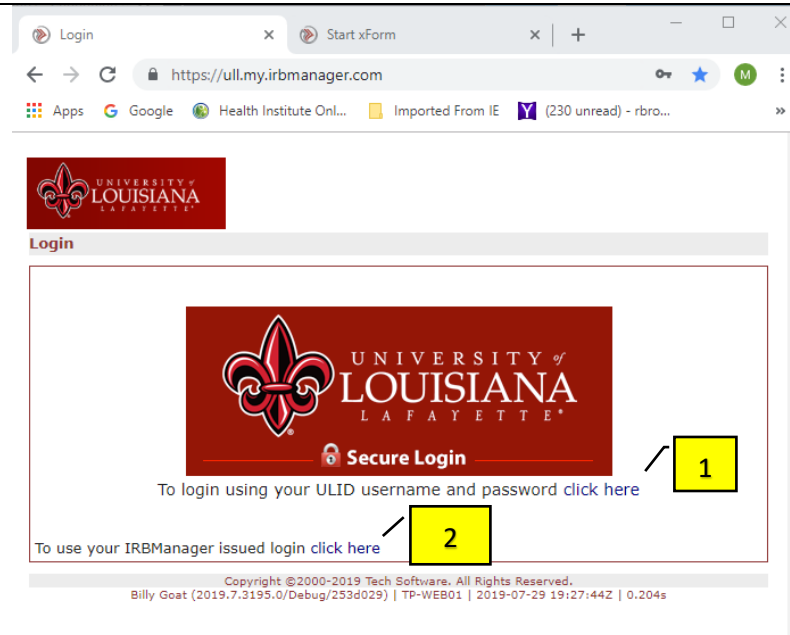 Login
Start xForm
https://ull.my.irbmanager.com
M
Apps
Google
Health Institute Onl...
Imported From IE
(230 unread) - rbro...
»
UNIVERSITY of
LOUISIANA
LAFAYETTE®
Login
UNIVERSITY of
LOUISIANA
LAFAYETTE®
Secure Login
1
To login using your ULID username and password click here
2
To use your IRBManager issued login click here
Copyright ©2000-2019 Tech Software. All Rights Reserved.
Billy Goat (2019.7.3195.0/Debug/253d029) | TP-WEB01 | 2019-07-29 19:27:44Z | 0.204s